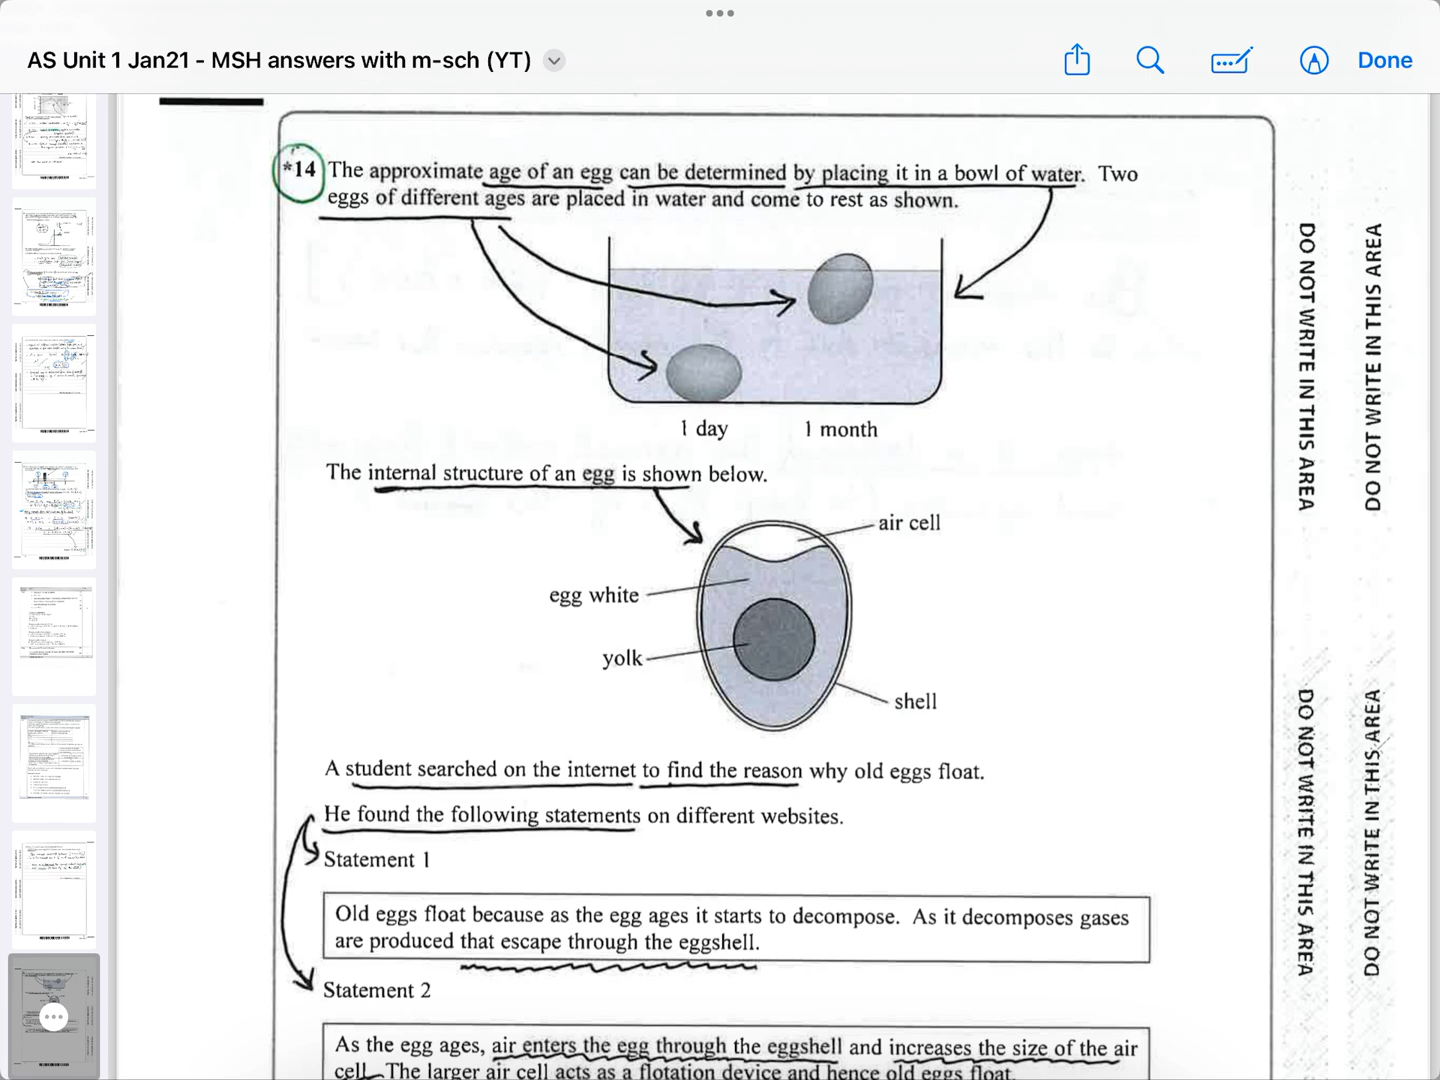 AS Unit 1 Jan21 - MSH answers with m-sch (YT)
Done
*14 The approximate age of an egg can be determined by placing it in a bowl of water. Two
eggs of different ages are placed in water and come to rest as shown.
1 day
1 month
The internal structure of an egg is shown below.
air cell
egg white
yolk
shell
A student searched on the internet to find the reason why old eggs float.
He found the following statements on different websites.
Statement 1
Old eggs float because as the egg ages it starts to decompose. As it decomposes gases
are produced that escape through the eggshell.
Statement 2
As the egg ages, air enters the egg through the eggshell and increases the size of the air
cell. The larger air cell acts as a flotation device and hence old eggs float.
DO NOT WRITE IN THIS AREA
DO NOT WRITE IN THIS AREA
DO NOT WRITE IN THIS AREA
DO NOT WRITE IN THIS AREA